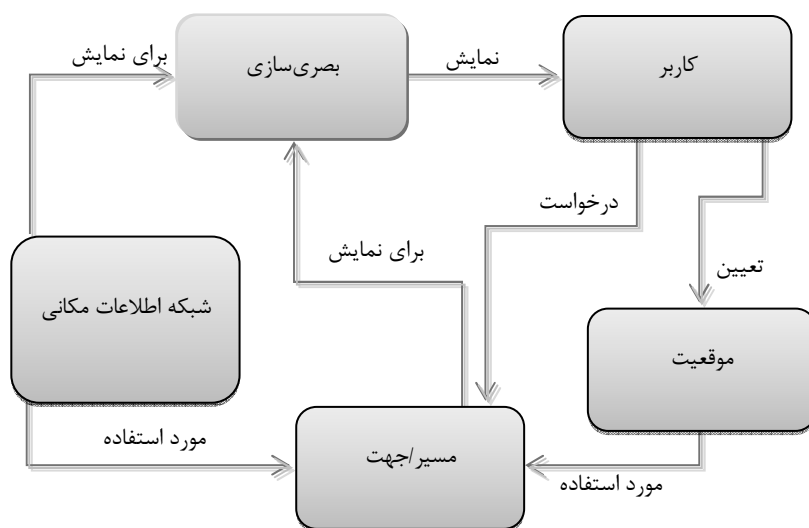 کاربر
نمایش
بصری‌سازی
برای نمایش
درخواست
تعیین
برای نمایش
شبکه اطلاعات مکانی
موقعیت
مسیر/جهت
مورد استفاده
مورد استفاده